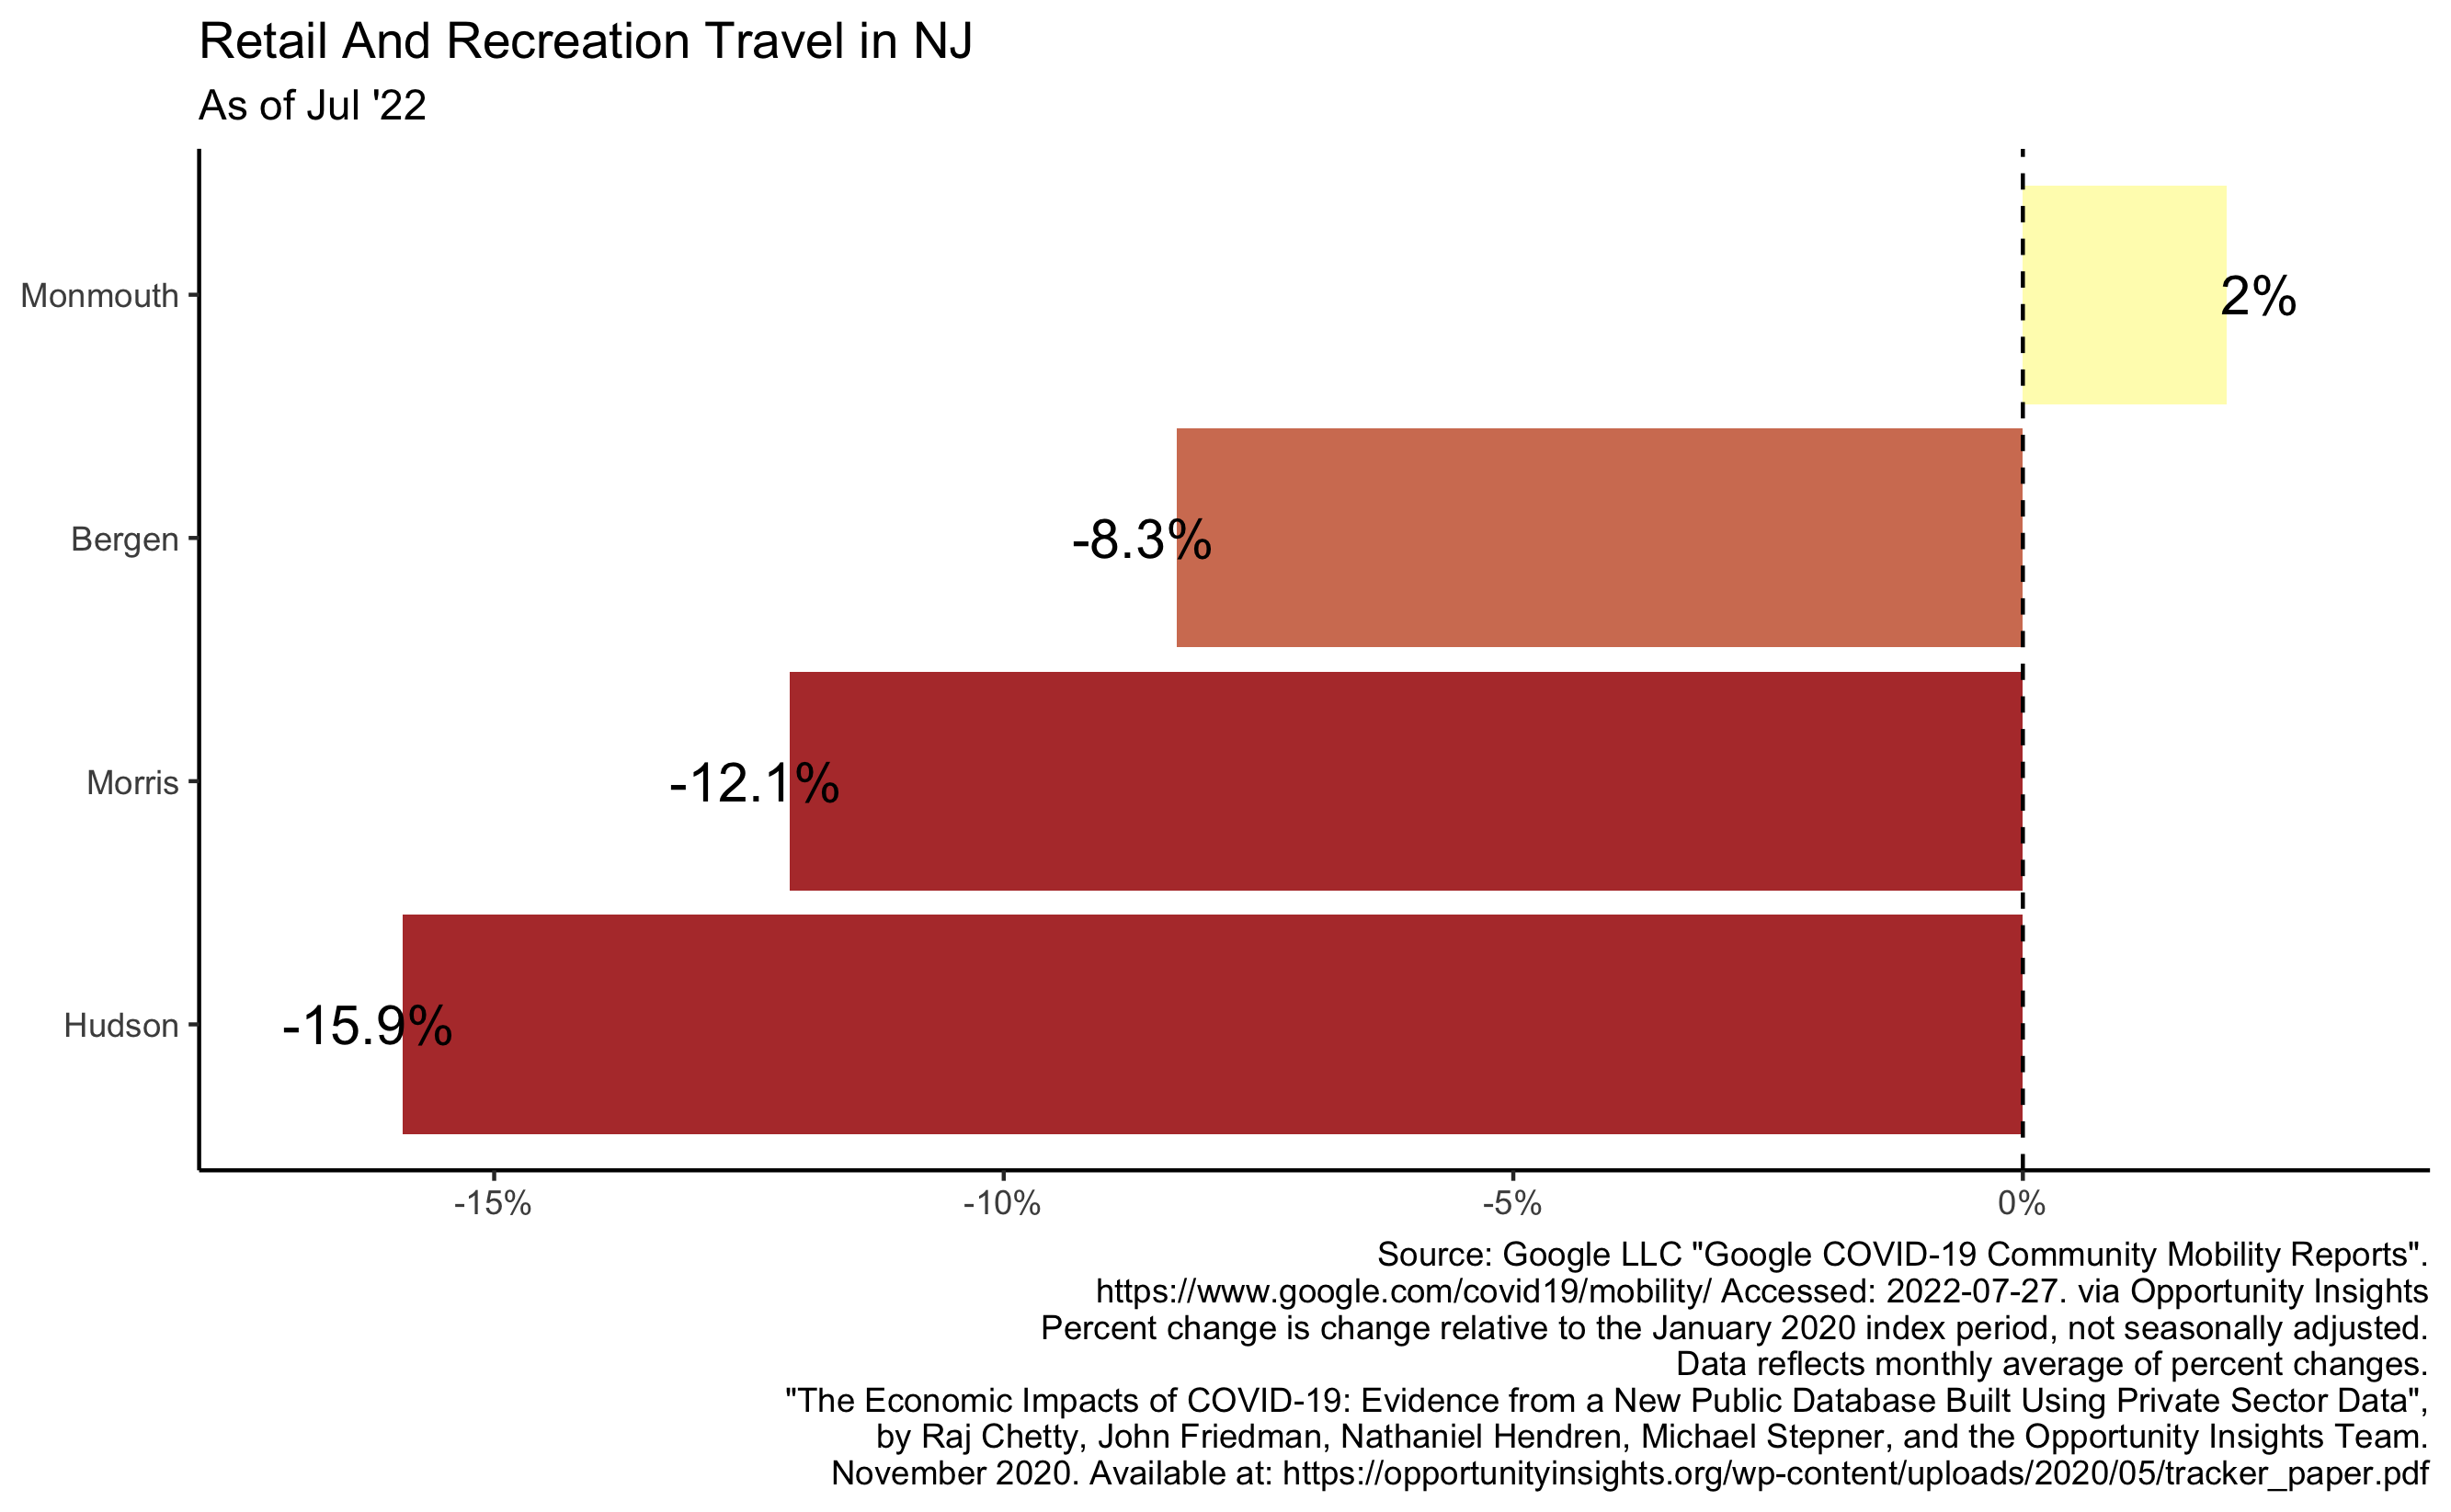 Retail And Recreation Travel in NJ
As of Jul '22
Monmouth
2%
Bergen
-8.3%
Morris
-12.1%
Hudson
-15.9%
-15%
-10%
-5%
0%
Source: Google LLC "Google COVID-19 Community Mobility Reports".
https://www.google.com/covid19/mobility/ Accessed: 2022-07-27. via Opportunity Insights
Percent change is change relative to the January 2020 index period, not seasonally adjusted.
Data reflects monthly average of percent changes.
"The Economic Impacts of COVID-19: Evidence from a New Public Database Built Using Private Sector Data",
by Raj Chetty, John Friedman, Nathaniel Hendren, Michael Stepner, and the Opportunity Insights Team.
November 2020. Available at: https://opportunityinsights.org/wp-content/uploads/2020/05/tracker_paper.pdf